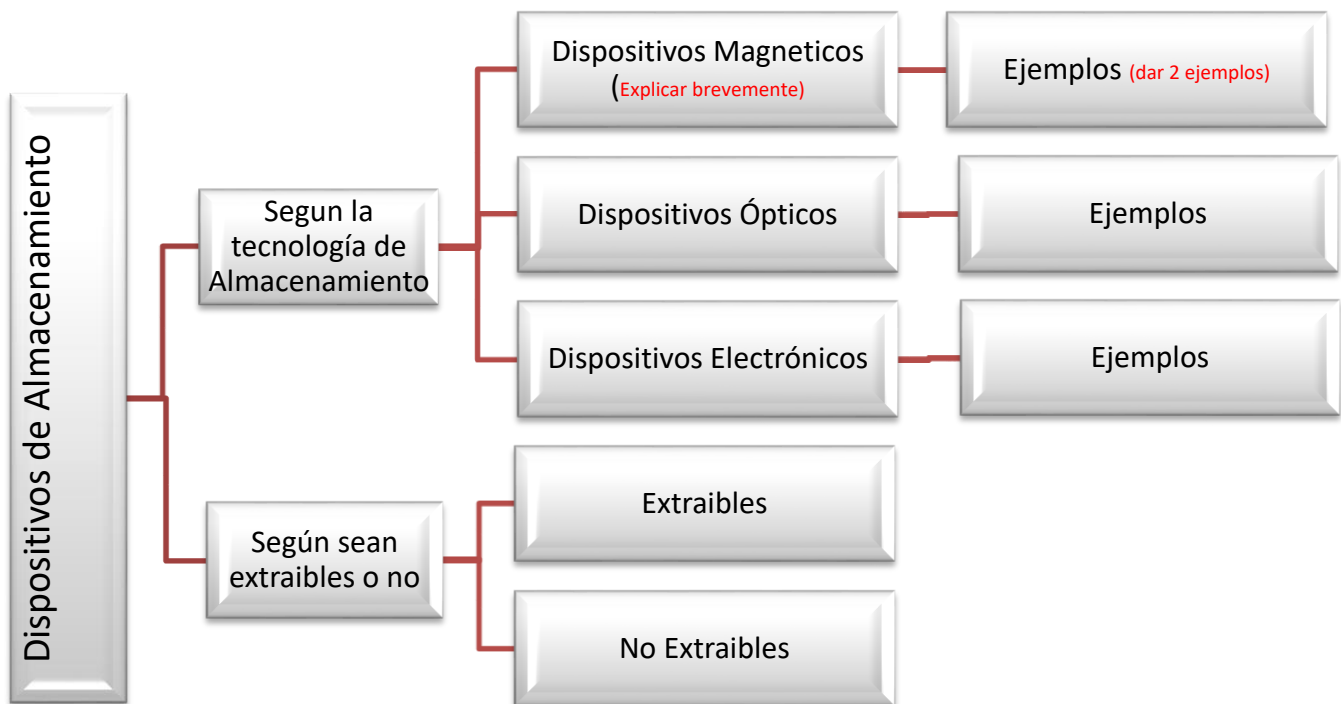 Dispositivos de Almacenamiento
Segun la
tecnología de
Almacenamiento
Dispositivos Magneticos
(Explicar brevemente)
Ejemplos (dar 2 ejemplos)
Dispositivos Ópticos
Ejemplos
Dispositivos Electrónicos
Ejemplos
Según sean
extraibles o no
Extraibles
No Extraibles